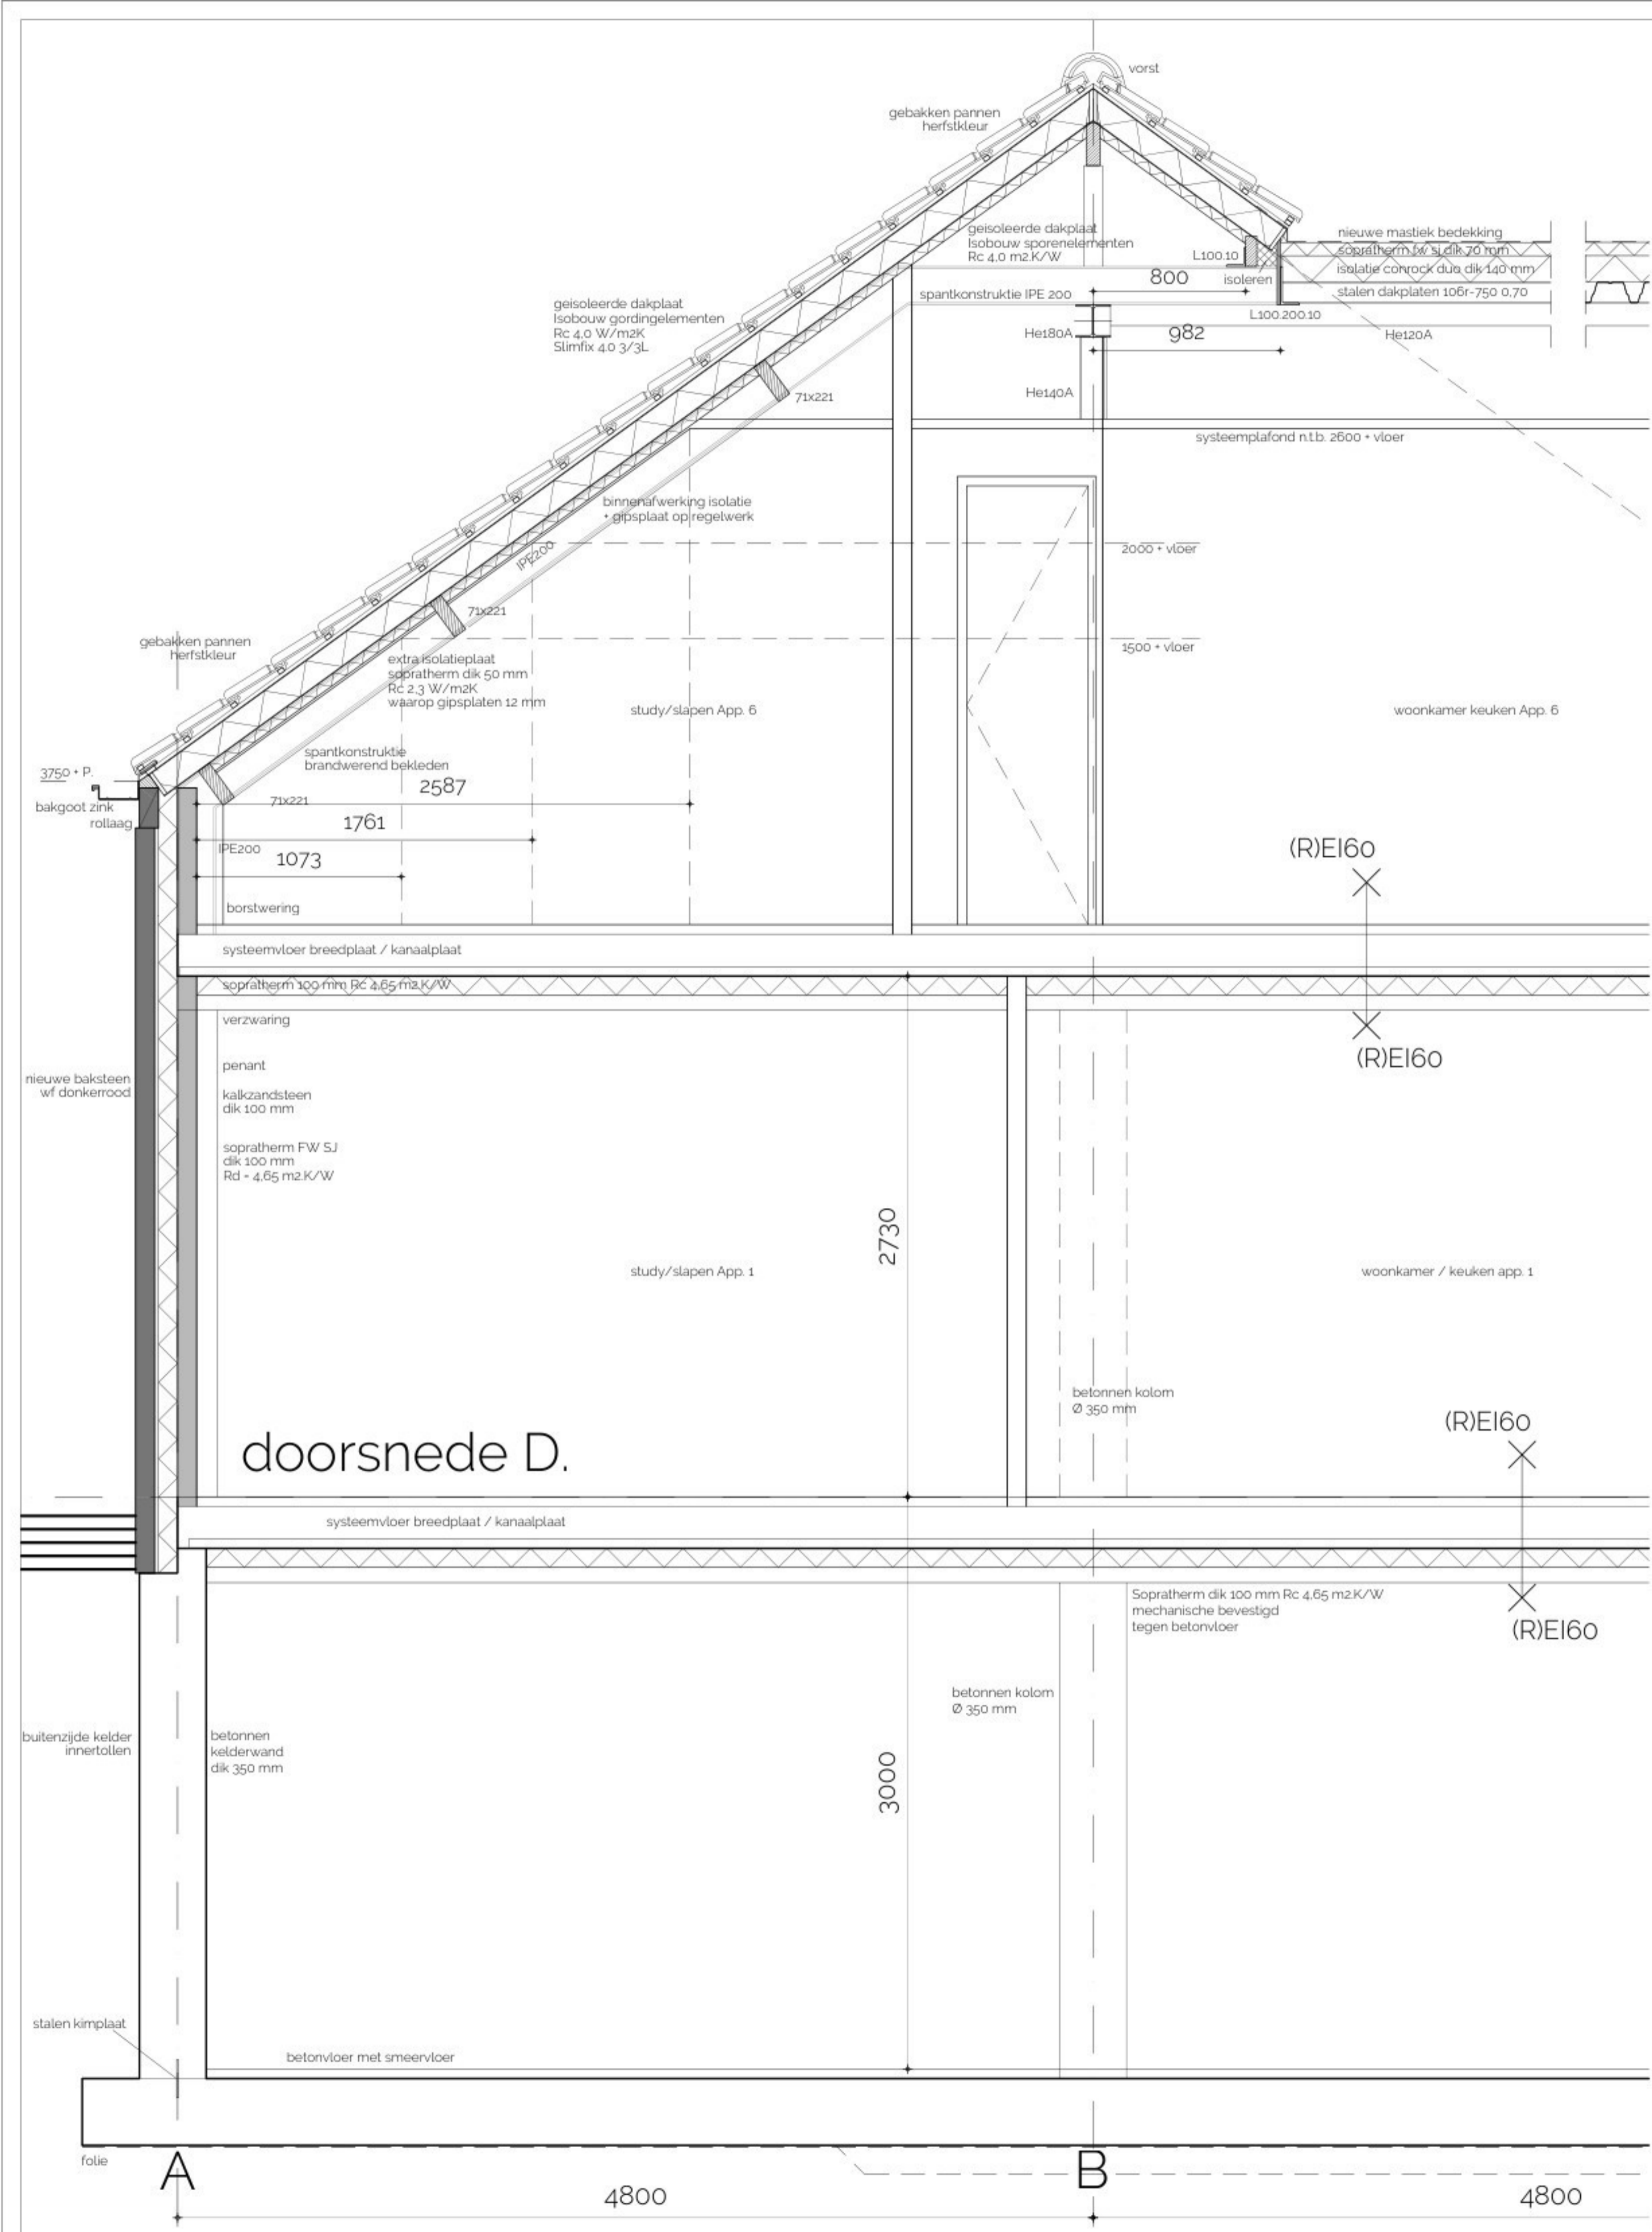 vorst
gebakken pannen
herfstkleur
geisoleerde dakplaat
Isobouw sporenelementen
Rc 4,0 m2.K/W
L100.10
nieuwe mastiek bedekking
sopratherm fw sj dik 70 mm
isolatie conrock duo dik 140 mm
stalen dakplaten 106r-750 0,70
800
isoleren
spantkonstruktie IPE 200
L100.200.10
geisoleerde dakplaat
Isobouw gordingelementen
Rc 4,0 W/m2K
Slimfix 4.0 3/3L
He180A
982
He120A
He140A
71x221
systeemplafond n.t.b. 2600 + vloer
binnenafwerking isolatie
+ gipsplaat op regelwerk
IPE200
2000 + vloer
71x221
gebakken pannen
herfstkleur
1500 + vloer
extra isolatieplaat
sopratherm dik 50 mm
Rc 2,3 W/m2K
waarop gipsplaten 12 mm
study/slapen App. 6
woonkamer keuken App. 6
spantkonstruktie
brandwerend bekleden
3750 + P.
2587
bakgoot zink
71x221
rollaag
1761
IPE200
1073
(R)EI60
borstwering
systeemvloer breedplaat / kanaalplaat
sopratherm 100 mm Rc 4,65 m2.K/W
verzwaring
(R)EI60
penant
nieuwe baksteen
wf donkerrood
kalkzandsteen
dik 100 mm
sopratherm FW SJ
dik 100 mm
Rd = 4,65 m2.K/W
2730
study/slapen App. 1
woonkamer / keuken app. 1
betonnen kolom
Ø 350 mm
(R)EI60
doorsnede D.
systeemvloer breedplaat / kanaalplaat
Sopratherm dik 100 mm Rc 4,65 m2.K/W
mechanische bevestigd
tegen betonvloer
(R)EI60
betonnen kolom
Ø 350 mm
buitenzijde kelder
innertollen
betonnen
kelderwand
dik 350 mm
3000
stalen kimplaat
betonvloer met smeervloer
folie
A
B
4800
4800